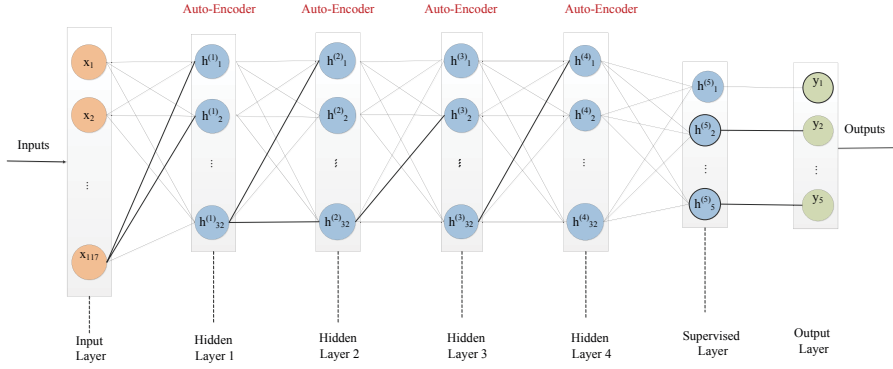 Auto-Encoder Auto-Encoder Auto-Encoder Auto-Encoder
x₁ h⁽¹⁾₁ h⁽²⁾₁ h⁽³⁾₁ h⁽⁴⁾₁ h⁽⁵⁾₁ y₁
x₂ h⁽¹⁾₂ h⁽²⁾₂ h⁽³⁾₂ h⁽⁴⁾₂ h⁽⁵⁾₂ y₂
Inputs Outputs
... ... ... ... ... ... ...
x₁₁₇ h⁽¹⁾₃₂ h⁽²⁾₃₂ h⁽³⁾₃₂ h⁽⁴⁾₃₂ h⁽⁵⁾₅ y₅
Input
Layer
Hidden
Layer 1
Hidden
Layer 2
Hidden
Layer 3
Hidden
Layer 4
Supervised
Layer
Output
Layer